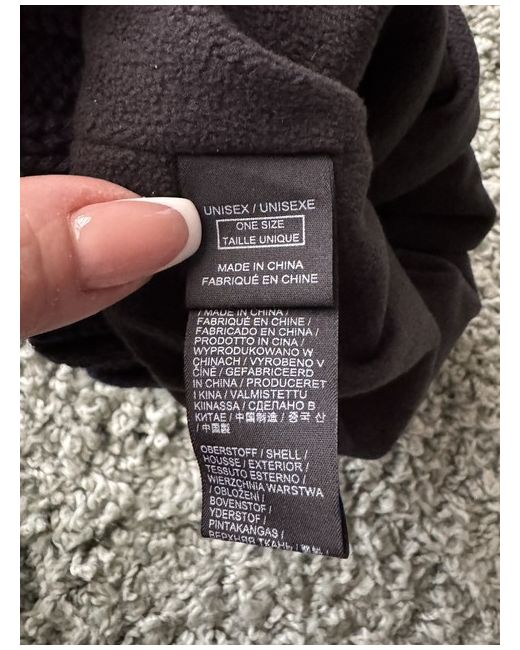 UNISEX / UNISEXE
ONE SIZE
TAILLE UNIQUE
MADE IN CHINA
FABRIQUÉ EN CHINE
/ MADE IN CHINA /
FABRIQUÉ EN CHINE /
FABRICADO EN CHINA /
PRODOTTO IN CINA /
WYPRODUKOWANO W
CHINACH / VYROBENO V
ČÍNĚ / GEFABRICEERD
IN CHINA / PRODUCERET
I KINA / VALMISTETTU
KIINASSA / СДЕЛАНО В
КИТАЕ / 中国制造 / 중국 산
/ 中国製
OBERSTOFF / SHELL /
HOUSSE / EXTERIOR /
TESSUTO ESTERNO /
WIERZCHNIA WARSTWA
/ OBLOŽENÍ /
BOVENSTOF /
YDERSTOF /
PINTAKANGAS /
ВЕРХНЯЯ ТКАНЬ /